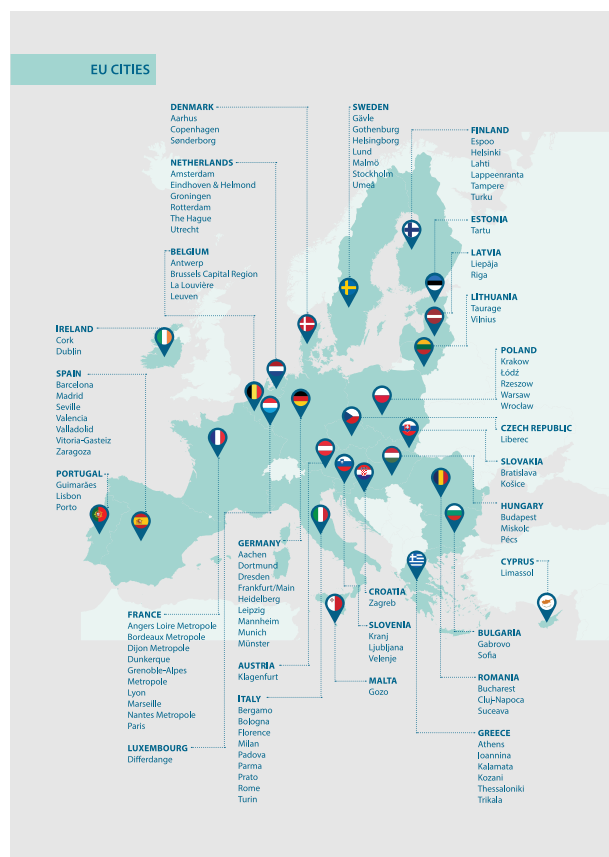 EU CITIES
DENMARK
Aarhus
Copenhagen
Sønderborg
NETHERLANDS
Amsterdam
Eindhoven & Helmond
Groningen
Rotterdam
The Hague
Utrecht
BELGIUM
Antwerp
Brussels Capital Region
La Louvière
Leuven
IRELAND
Cork
Dublin
SPAIN
Barcelona
Madrid
Seville
Valencia
Valladolid
Vitoria-Gasteiz
Zaragoza
PORTUGAL
Guimarães
Lisbon
Porto
SWEDEN
Gävle
Gothenburg
Helsingborg
Lund
Malmö
Stockholm
Umeå
FINLAND
Espoo
Helsinki
Lahti
Lappeenranta
Tampere
Turku
ESTONIA
Tartu
LATVIA
Liepāja
Riga
LITHUANIA
Taurage
Vilnius
POLAND
Krakow
Łódź
Rzeszow
Warsaw
Wrocław
CZECH REPUBLIC
Liberec
SLOVAKIA
Bratislava
Košice
HUNGARY
Budapest
Miskolc
Pécs
CYPRUS
Limassol
FRANCE
Angers Loire Metropole
Bordeaux Metropole
Dijon Metropole
Dunkerque
Grenoble-Alpes
Metropole
Lyon
Marseille
Nantes Metropole
Paris
LUXEMBOURG
Differdange
GERMANY
Aachen
Dortmund
Dresden
Frankfurt/Main
Heidelberg
Leipzig
Mannheim
Munich
Münster
AUSTRIA
Klagenfurt
ITALY
Bergamo
Bologna
Florence
Milan
Padova
Parma
Prato
Rome
Turin
CROATIA
Zagreb
SLOVENIA
Kranj
Ljubljana
Velenje
MALTA
Gozo
BULGARIA
Gabrovo
Sofia
ROMANIA
Bucharest
Cluj-Napoca
Suceava
GREECE
Athens
Ioannina
Kalamata
Kozani
Thessaloniki
Trikala